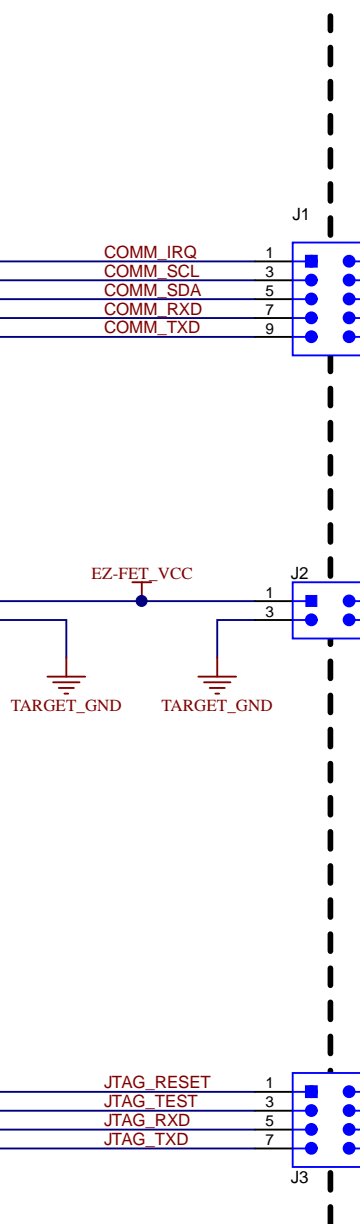 J1
COMM_IRQ 1
COMM_SCL 3
COMM_SDA 5
COMM_RXD 7
COMM_TXD 9
EZ-FET_VCC
J2
1
3
TARGET_GND TARGET_GND
JTAG_RESET 1
JTAG_TEST 3
JTAG_RXD 5
JTAG_TXD 7
J3